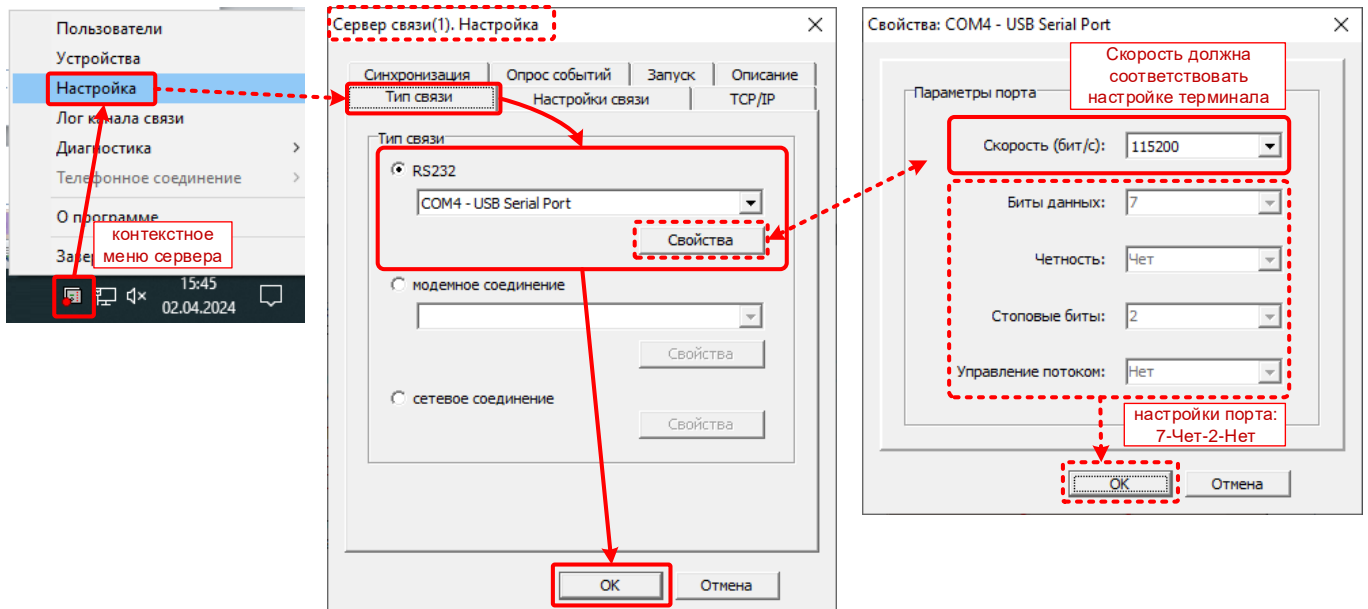 Пользователи
Устройства
Настройка
Лог канала связи
Диагностика
Телефонное соединение
О программе
контекстное
меню сервера
15:45
02.04.2024
Сервер связи(1). Настройка
Синхронизация Опрос событий Запуск Описание
Тип связи Настройки связи TCP/IP
Тип связи
RS232
COM4 - USB Serial Port
Свойства
модемное соединение
Свойства
сетевое соединение
Свойства
OK Отмена
Свойства: COM4 - USB Serial Port
Скорость должна
соответствовать
настройке терминала
Параметры порта
Скорость (бит/с): 115200
Биты данных: 7
Четность: Чет
Стоповые биты: 2
Управление потоком: Нет
настройки порта:
7-Чет-2-Нет
OK Отмена